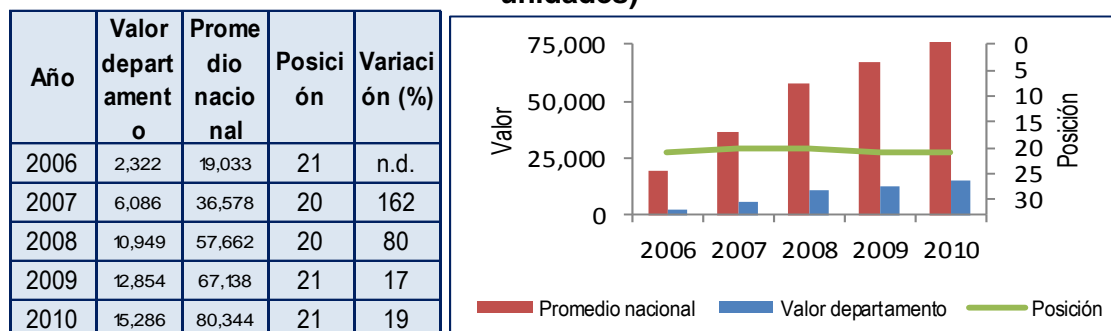 unidades)
Año
Valor
depart
ament
o
Prome
dio
nacio
nal
Posici
ón
Variaci
ón (%)
2006 2,322 19,033 21 n.d.
2007 6,086 36,578 20 162
2008 10,949 57,662 20 80
2009 12,854 67,138 21 17
2010 15,286 80,344 21 19
Valor
75,000
50,000
25,000
0
0
5
10
15
20
25
30
Posición
2006 2007 2008 2009 2010
Promedio nacional Valor departamento Posición